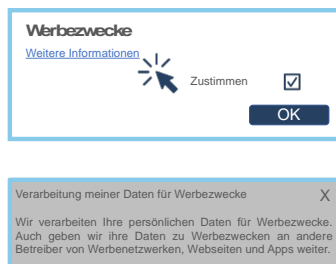 Werbezwecke
Weitere Informationen
Zustimmen
OK
Verarbeitung meiner Daten für Werbezwecke X
Wir verarbeiten Ihre persönlichen Daten für Werbezwecke.
Auch geben wir ihre Daten zu Werbezwecken an andere
Betreiber von Werbenetzwerken, Webseiten und Apps weiter.